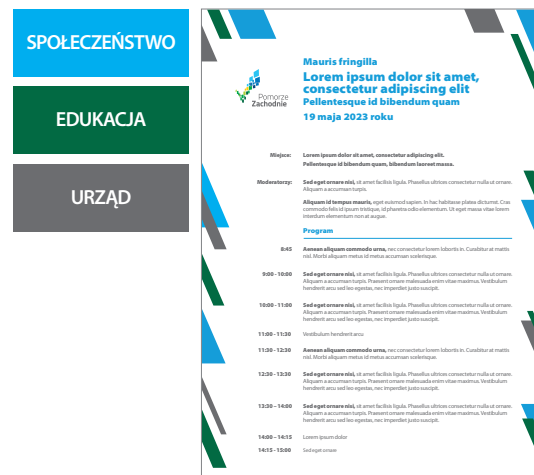 SPOŁECZEŃSTWO
EDUKACJA
URZĄD
Pomorze
Zachodnie
Mauris fringilla
Lorem ipsum dolor sit amet,
consectetur adipiscing elit
Pellentesque id bibendum quam
19 maja 2023 roku
Miejsce: Lorem ipsum dolor sit amet, consectetur adipiscing elit.
Pellentesque id bibendum quam, bibendum laoreet massa.
Moderatorzy: Sed eget ornare nisi, sit amet facilisis ligula. Phasellus ultrices consectetur nulla ut ornare.
Aliquam a accumsan turpis.
Aliquam id tempus mauris, eget euismod sapien. In hac habitasse platea dictumst. Cras
commodo felis id ipsum tristique, id pharetra odio elementum. Ut eget massa vitae lorem
interdum elementum non at augue.
Program
8:45 Aenean aliquam commodo urna, nec consectetur lorem lobortis in. Curabitur at mattis
nisl. Morbi aliquam metus id metus accumsan scelerisque.
9:00 - 10:00 Sed eget ornare nisi, sit amet facilisis ligula. Phasellus ultrices consectetur nulla ut ornare.
Aliquam a accumsan turpis. Praesent ornare malesuada enim vitae maximus. Vestibulum
hendrerit arcu sed leo egestas, nec imperdiet justo suscipit.
10:00 - 11:00 Sed eget ornare nisi, sit amet facilisis ligula. Phasellus ultrices consectetur nulla ut ornare.
Aliquam a accumsan turpis. Praesent ornare malesuada enim vitae maximus. Vestibulum
hendrerit arcu sed leo egestas, nec imperdiet justo suscipit.
11:00 - 11:30 Vestibulum hendrerit arcu
11:30 - 12:30 Aenean aliquam commodo urna, nec consectetur lorem lobortis in. Curabitur at mattis
nisl. Morbi aliquam metus id metus accumsan scelerisque.
12:30 - 13:30 Sed eget ornare nisi, sit amet facilisis ligula. Phasellus ultrices consectetur nulla ut ornare.
Aliquam a accumsan turpis. Praesent ornare malesuada enim vitae maximus. Vestibulum
hendrerit arcu sed leo egestas, nec imperdiet justo suscipit.
13:30 - 14:00 Sed eget ornare nisi, sit amet facilisis ligula. Phasellus ultrices consectetur nulla ut ornare.
Aliquam a accumsan turpis. Praesent ornare malesuada enim vitae maximus. Vestibulum
hendrerit arcu sed leo egestas, nec imperdiet justo suscipit.
14:00 - 14:15 Lorem ipsum dolor
14:15 - 15:00 Sed eget ornare